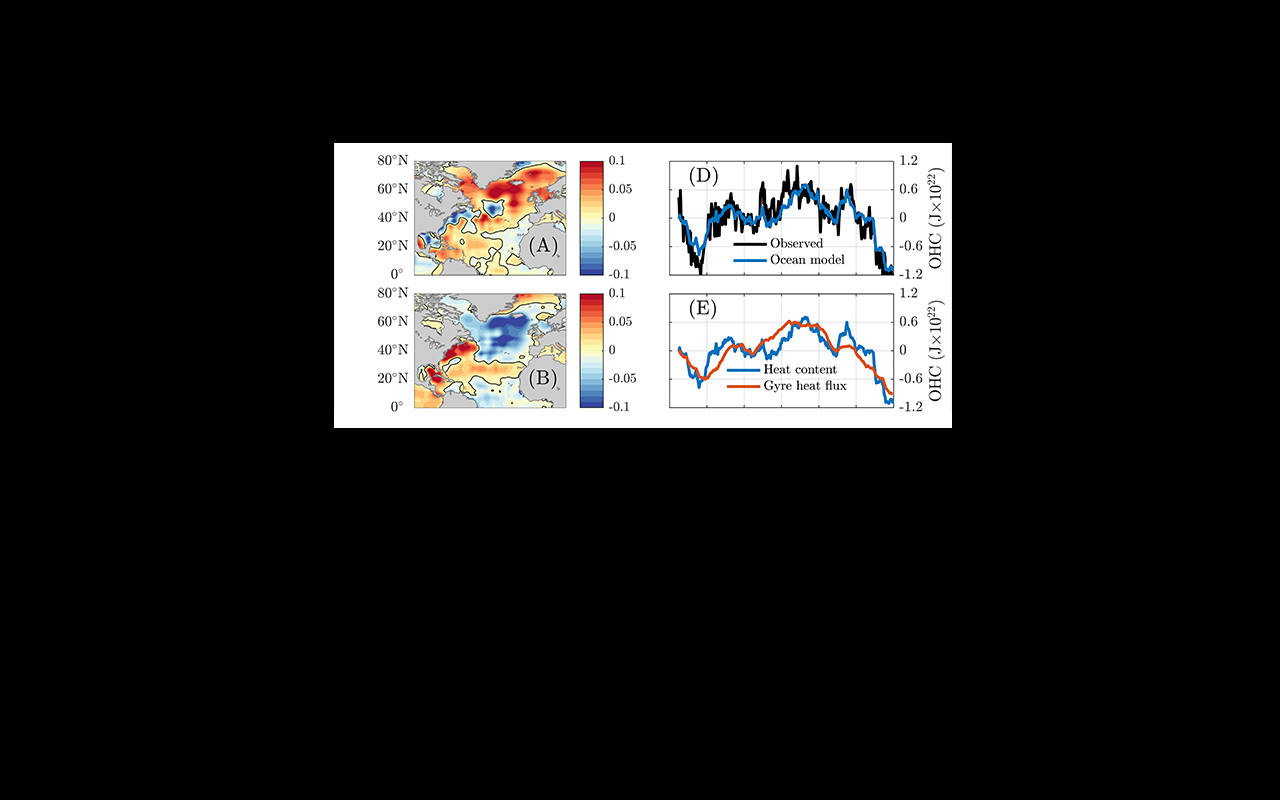 80°N
60°N
40°N
20°N
0°
(A)
0.1
0.05
0
-0.05
-0.1
(D)
Observed
Ocean model
1.2
0.6
0
-0.6
-1.2
OHC (J×10²²)
80°N
60°N
40°N
20°N
0°
(B)
0.1
0.05
0
-0.05
-0.1
(E)
Heat content
Gyre heat flux
1.2
0.6
0
-0.6
-1.2
OHC (J×10²²)